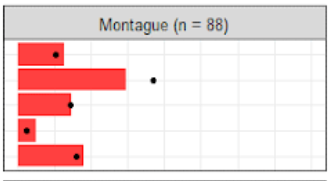 Montague (n = 88)